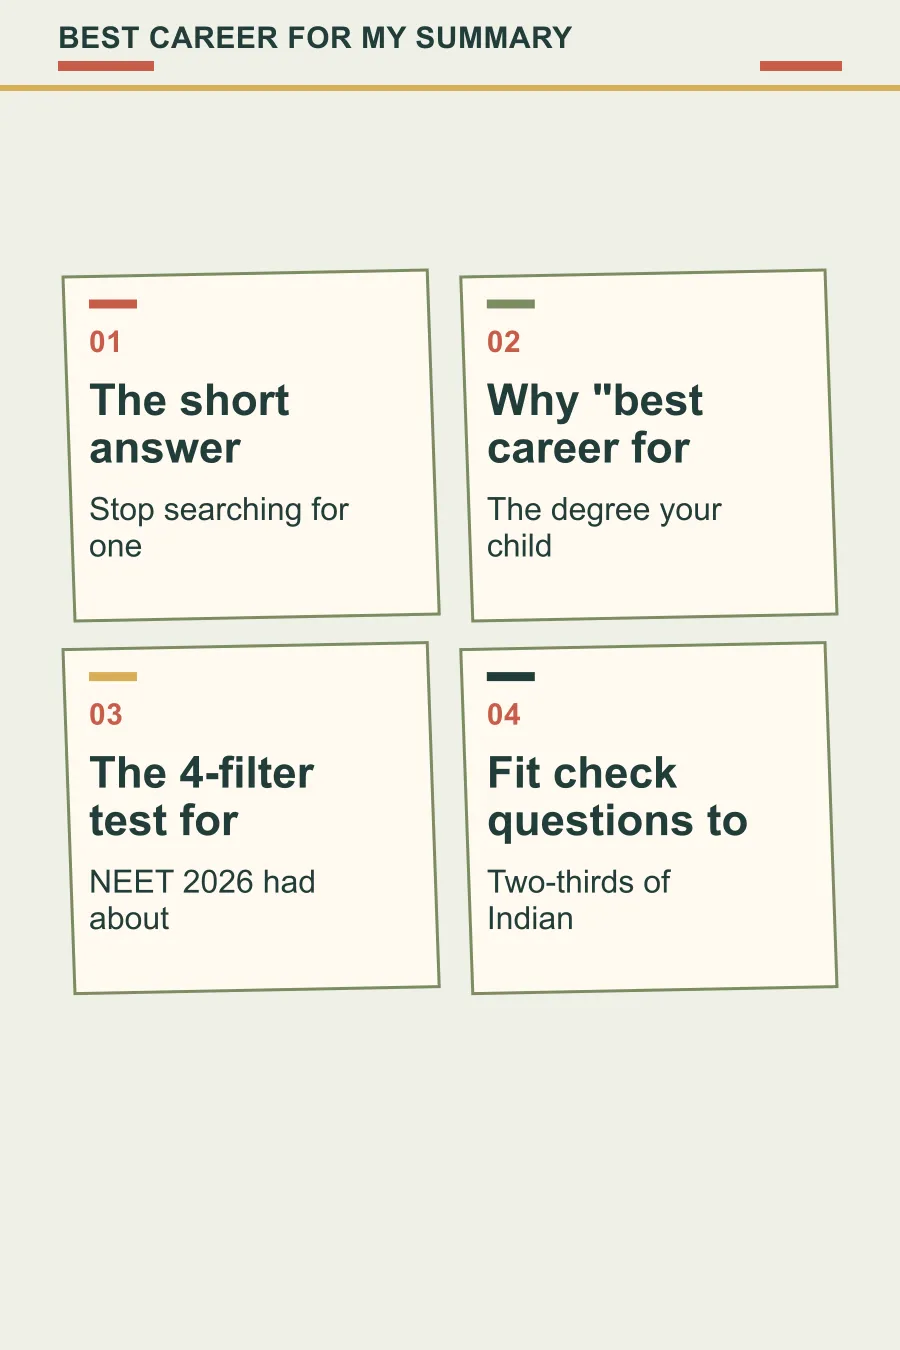 BEST CAREER FOR MY SUMMARY
01
The short
answer
Stop searching for
one
02
Why "best
career for
The degree your
child
03
The 4-filter
test for
NEET 2026 had
about
04
Fit check
questions to
Two-thirds of
Indian